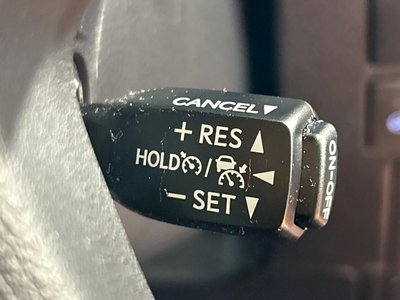 CANCEL▼
+ RES ▲
HOLD / ◀
− SET ▼
ON-OFF